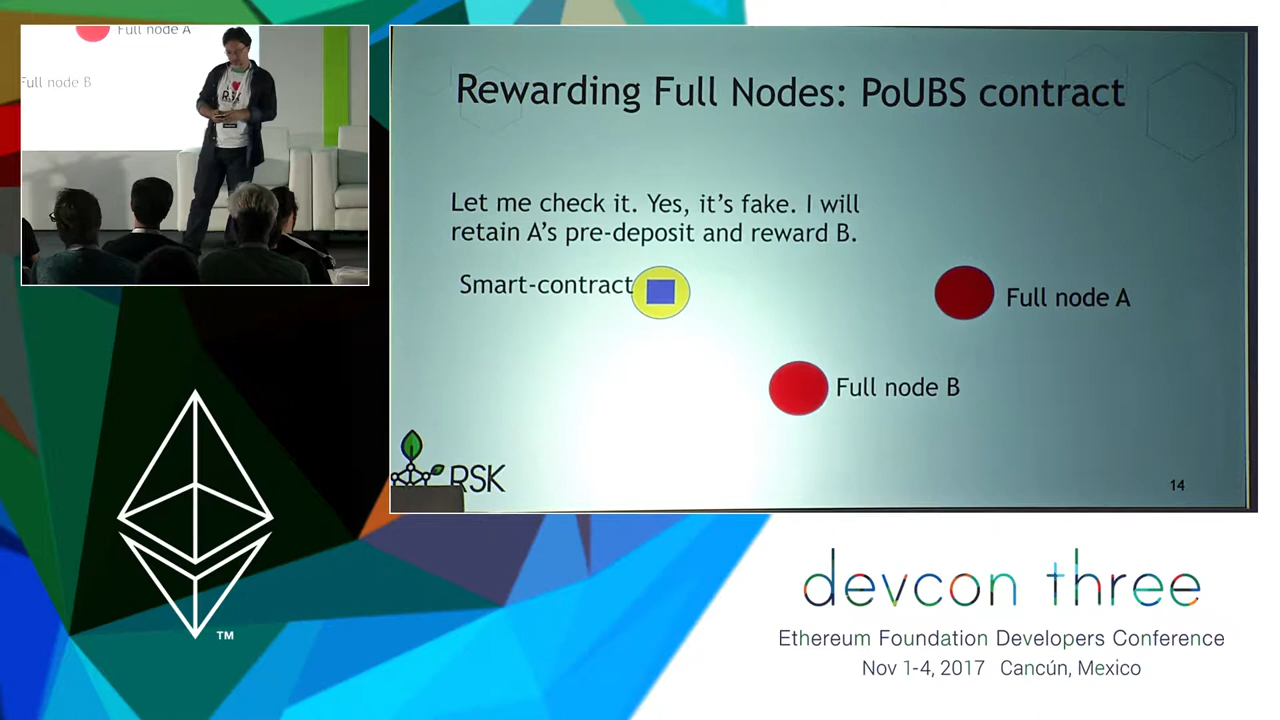 Full node A
Full node B
RSK
Rewarding Full Nodes: PoUBS contract
Let me check it. Yes, it's fake. I will
retain A's pre-deposit and reward B.
Smart-contract
Full node A
Full node B
RSK
14
TM
devcon three
Ethereum Foundation Developers Conference
Nov 1-4, 2017 Cancún, Mexico